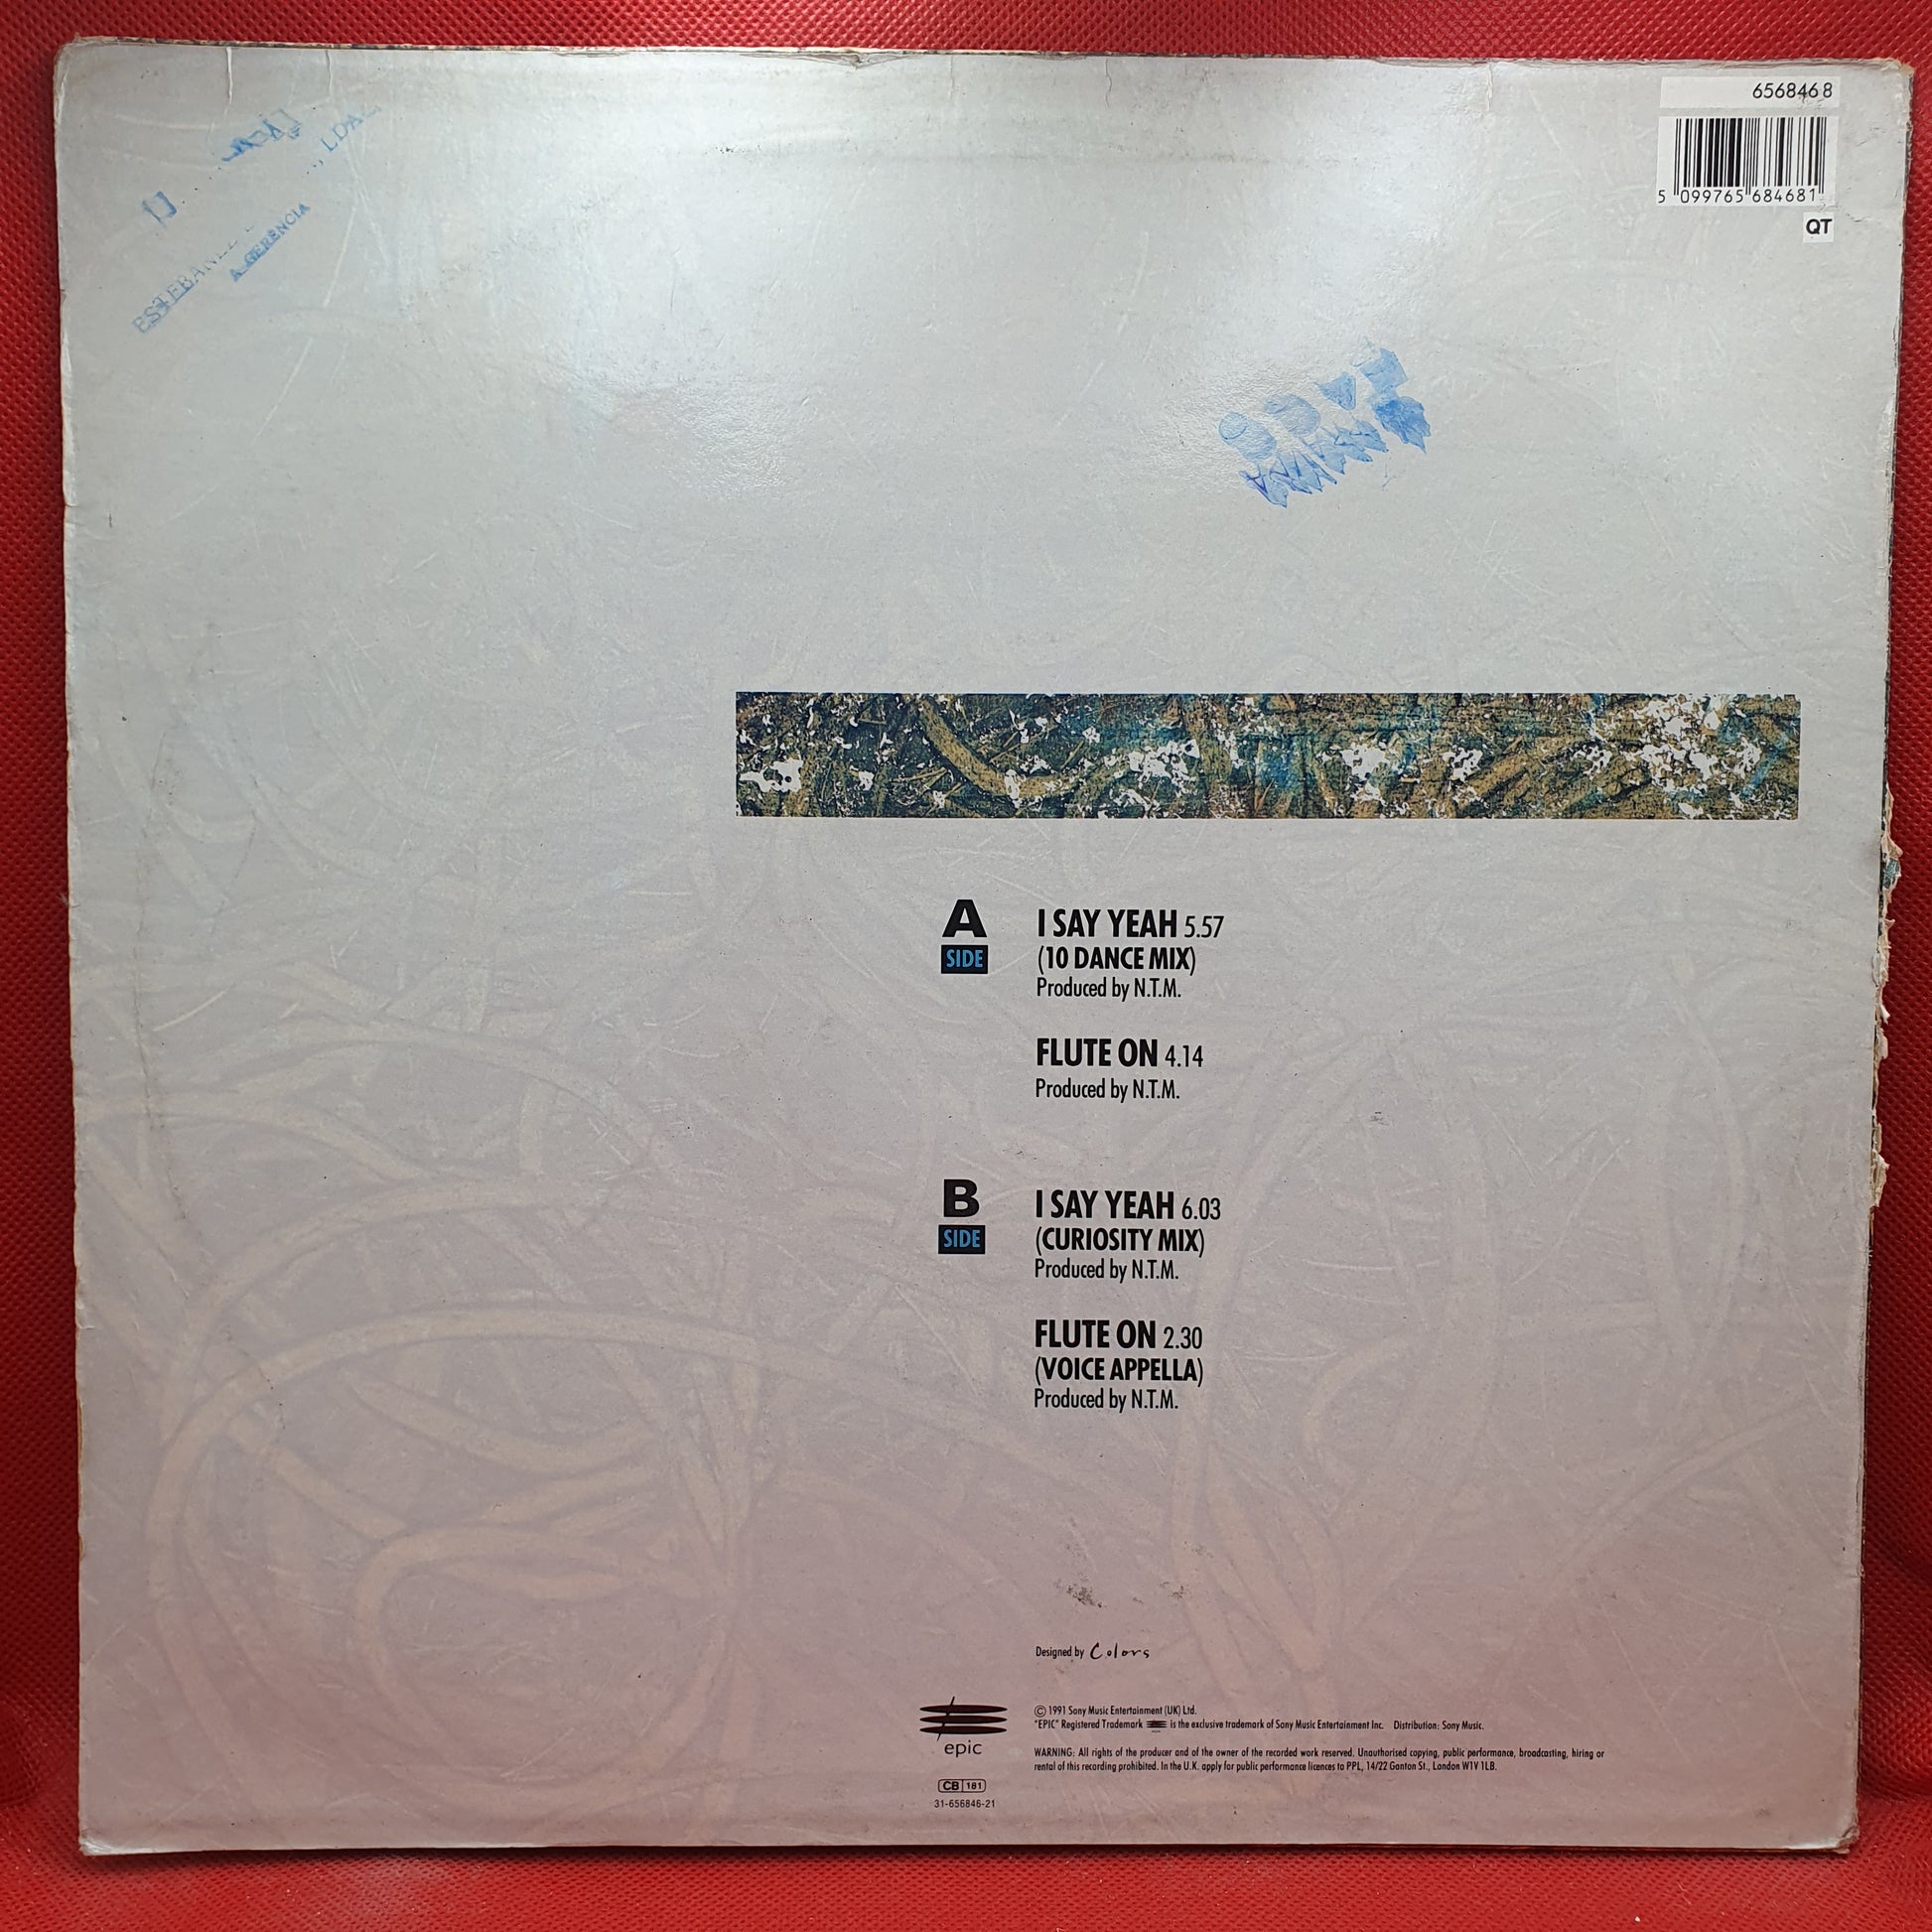 656846 8
5 099765 684681
QT
A GERÊNCIA
A
SIDE
I SAY YEAH 5.57
(10 DANCE MIX)
Produced by N.T.M.
FLUTE ON 4.14
Produced by N.T.M.
B
SIDE
I SAY YEAH 6.03
(CURIOSITY MIX)
Produced by N.T.M.
FLUTE ON 2.30
(VOICE APPELLA)
Produced by N.T.M.
Designed by Colors
epic
© 1991 Sony Music Entertainment (UK) Ltd.
"EPIC" Registered Trademark is the exclusive trademark of Sony Music Entertainment Inc. Distribution: Sony Music.
WARNING: All rights of the producer and of the owner of the recorded work reserved. Unauthorised copying, public performance, broadcasting, hiring or
rental of this recording prohibited. In the U.K. apply for public performance licences to PPL, 14/22 Ganton St., London W1V 1LB.
CB 181
31-656846-21